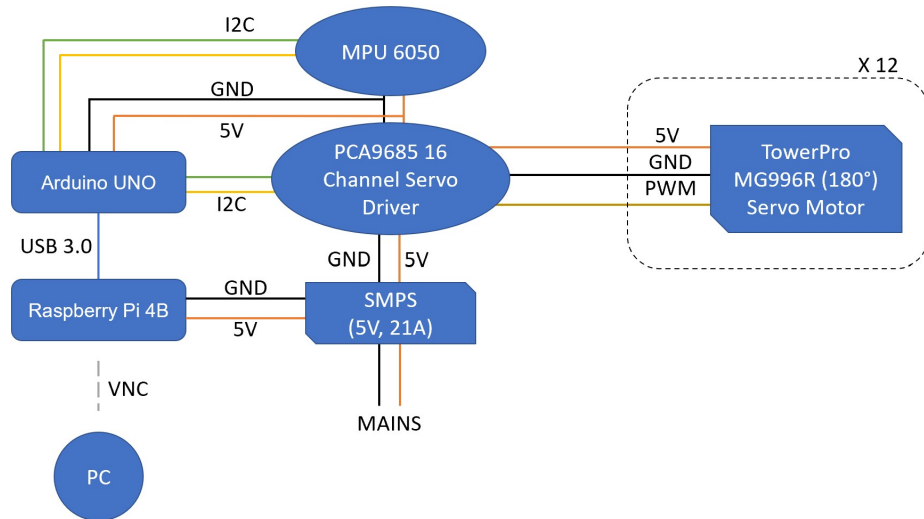 I2C
MPU 6050
X 12
GND
5V
PCA9685 16
Channel Servo
Driver
5V
GND
PWM
TowerPro
MG996R (180°)
Servo Motor
Arduino UNO
I2C
USB 3.0
GND
5V
Raspberry Pi 4B
GND
5V
SMPS
(5V, 21A)
VNC
MAINS
PC